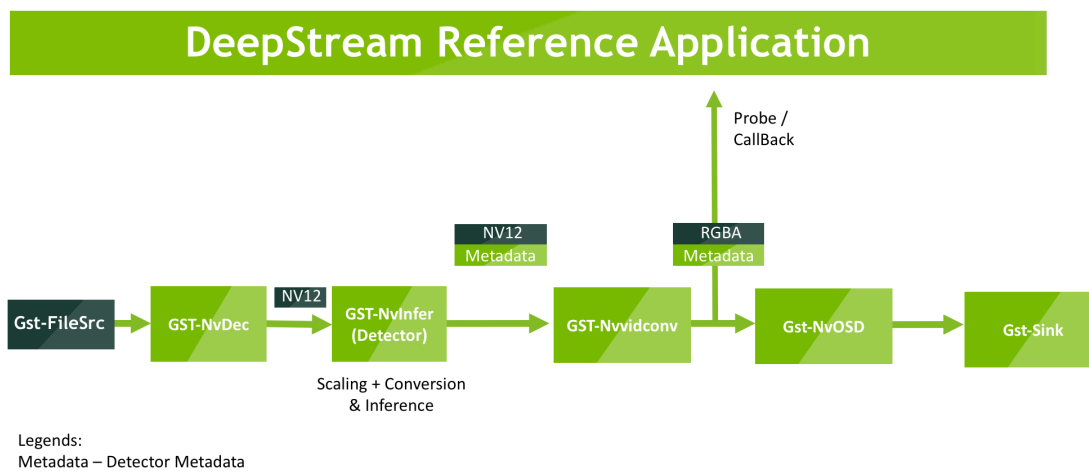 DeepStream Reference Application
Probe /
CallBack
NV12
Metadata
RGBA
Metadata
Gst-FileSrc
GST-NvDec
NV12
GST-NvInfer
(Detector)
GST-Nvvidconv
Gst-NvOSD
Gst-Sink
Scaling + Conversion
& Inference
Legends:
Metadata – Detector Metadata